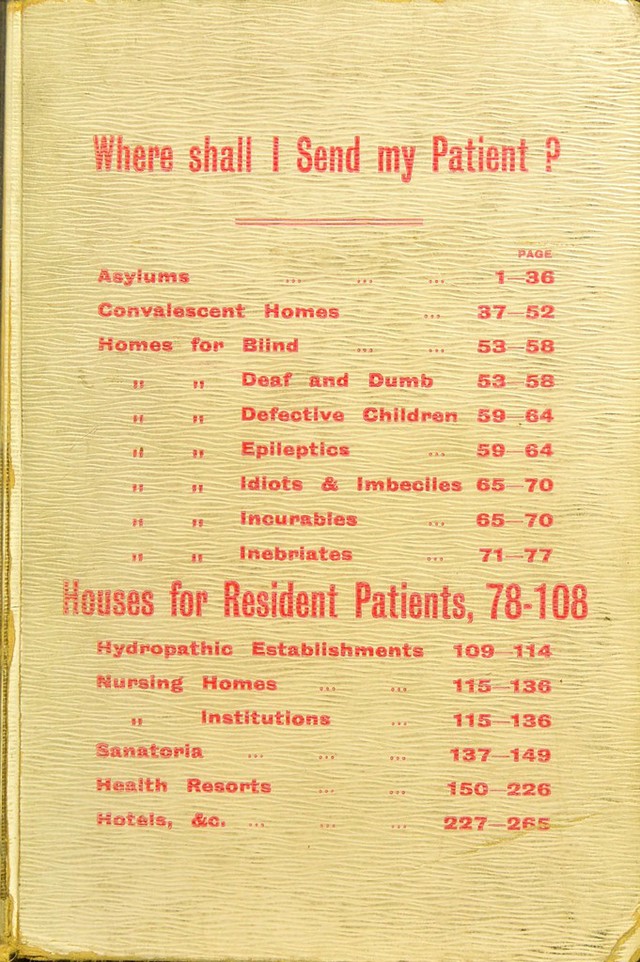 Where shall I Send my Patient ?
PAGE
Asylums ... ... ... 1—36
Convalescent Homes ... 37—52
Homes for Blind ... ... 53—58
„ „ Deaf and Dumb 53—58
„ „ Defective Children 59—64
„ „ Epileptics ... 59—64
„ „ Idiots & Imbeciles 65—70
„ „ Incurables ... 65—70
„ „ Inebriates ... 71—77
Houses for Resident Patients, 78-108
Hydropathic Establishments 109—114
Nursing Homes ... ... 115—136
„ Institutions ... 115—136
Sanatoria ... ... ... 137—149
Health Resorts ... ... 150—226
Hotels, &c. ... ... ... 227—265